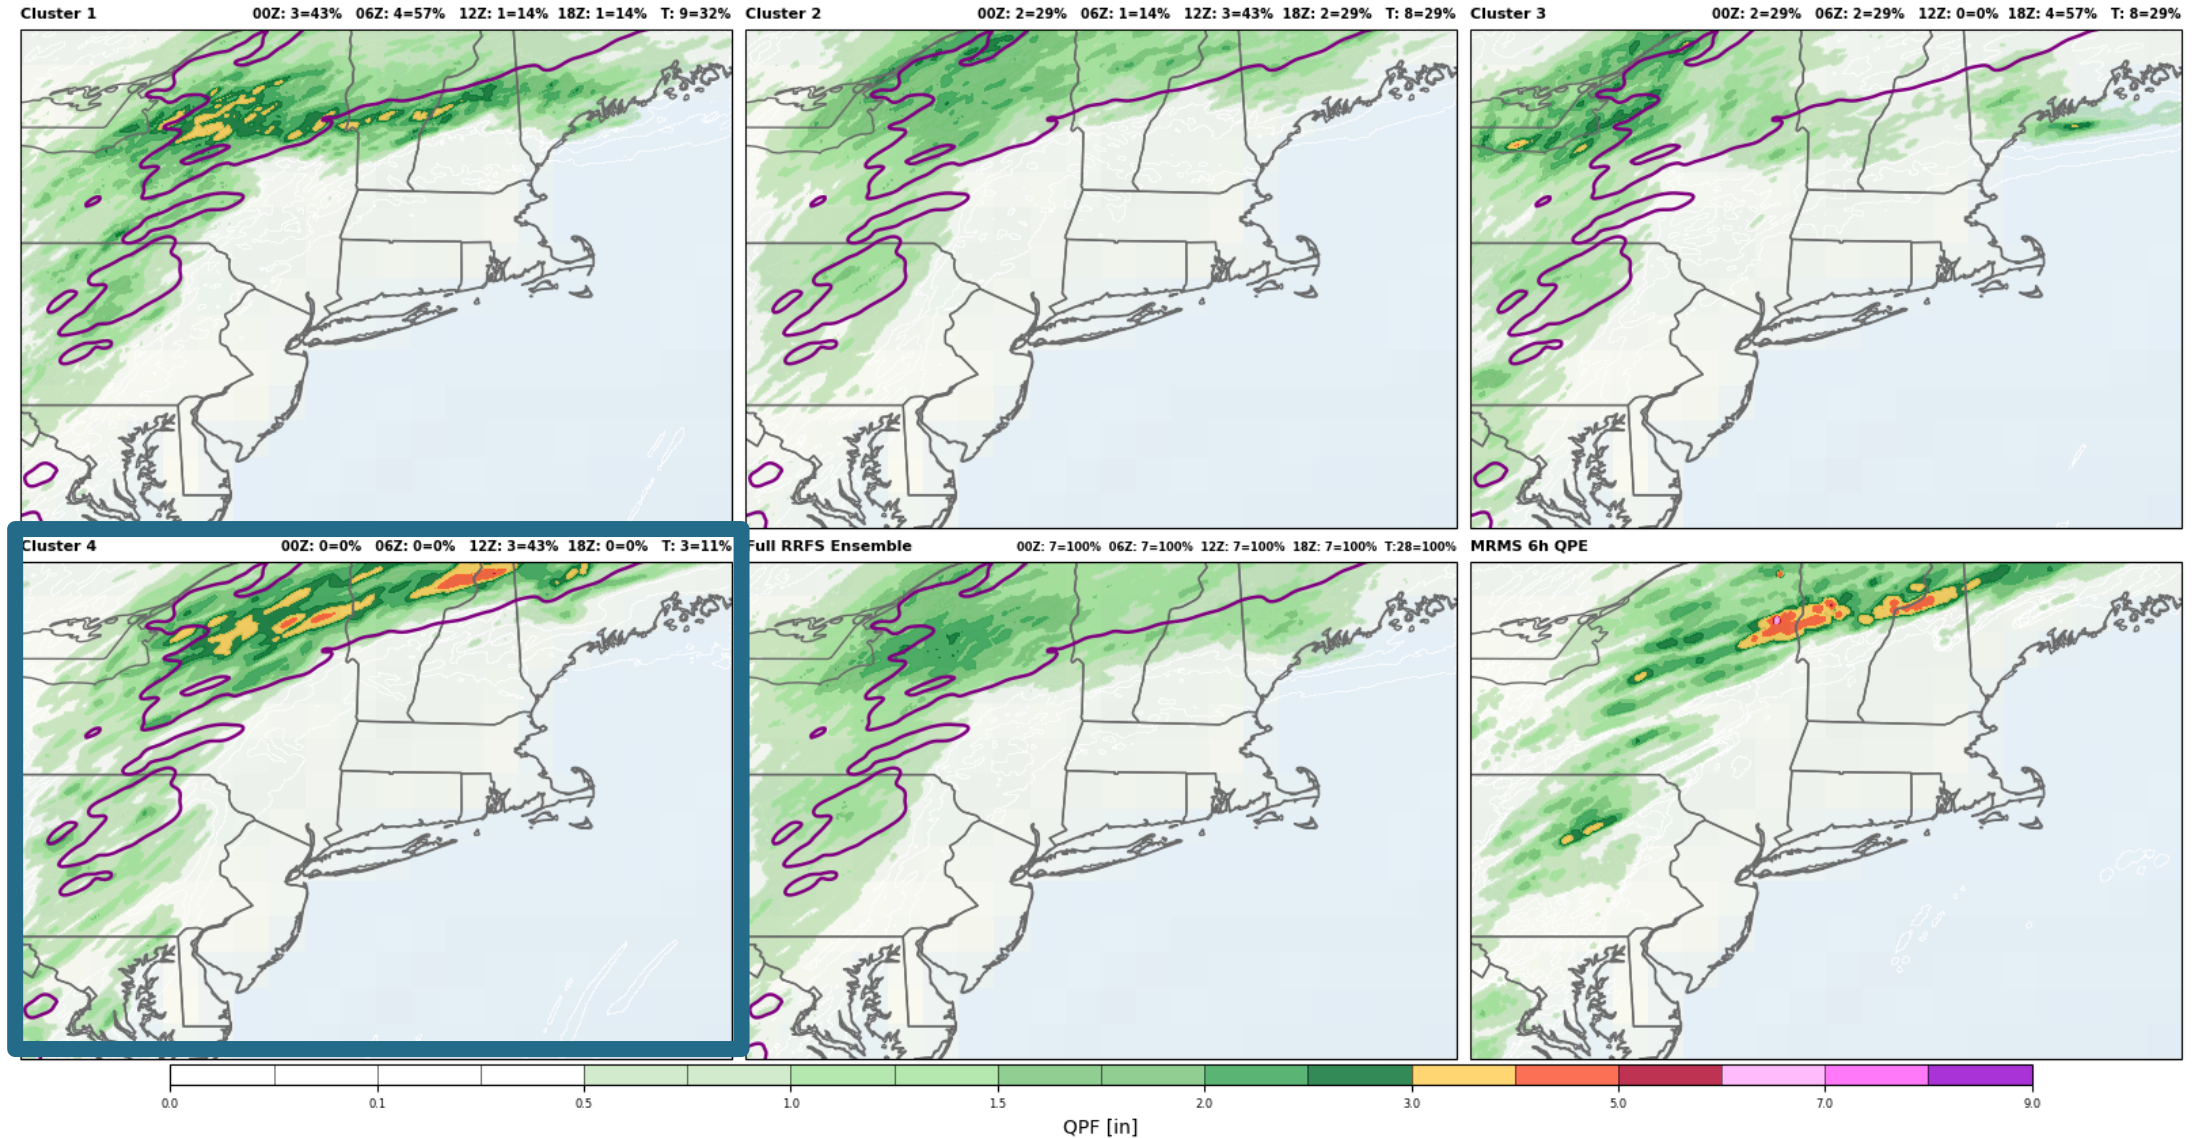 Cluster 1 00Z: 3=43% 06Z: 4=57% 12Z: 1=14% 18Z: 1=14% T: 9=32%
Cluster 2 00Z: 2=29% 06Z: 1=14% 12Z: 3=43% 18Z: 2=29% T: 8=29%
Cluster 3 00Z: 2=29% 06Z: 2=29% 12Z: 0=0% 18Z: 4=57% T: 8=29%
Cluster 4 00Z: 0=0% 06Z: 0=0% 12Z: 3=43% 18Z: 0=0% T: 3=11%
Full RRFS Ensemble 00Z: 7=100% 06Z: 7=100% 12Z: 7=100% 18Z: 7=100% T:28=100%
MRMS 6h QPE
0.0 0.1 0.5 1.0 1.5 2.0 3.0 5.0 7.0 9.0
QPF [in]